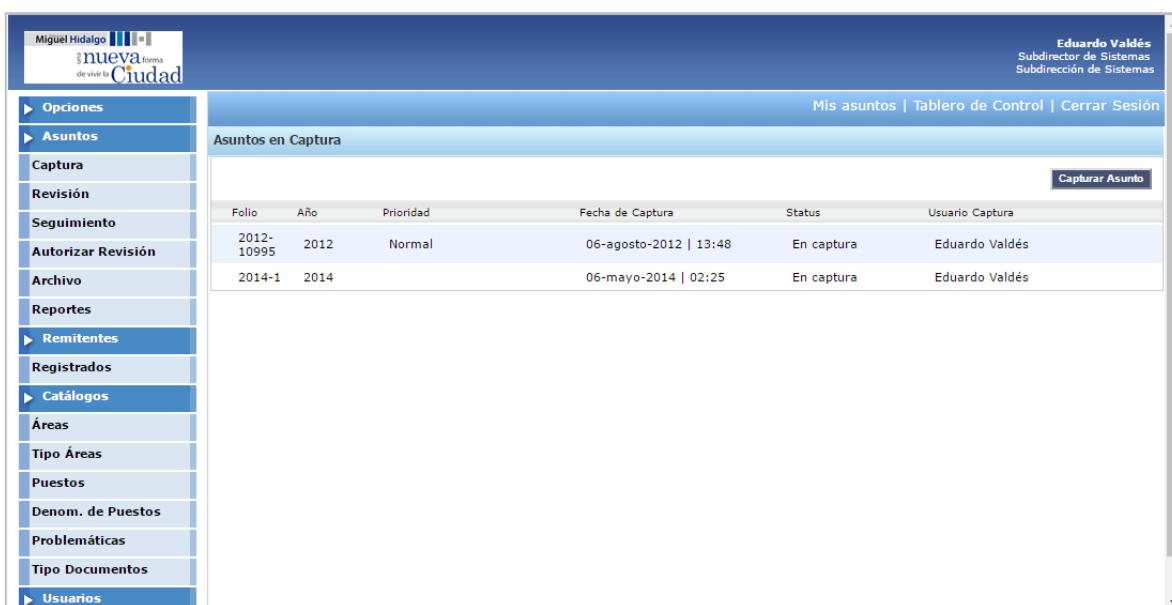 Miguel Hidalgo
una nueva forma
de vivir la Ciudad
Eduardo Valdés
Subdirector de Sistemas
Subdirección de Sistemas
Mis asuntos | Tablero de Control | Cerrar Sesión
Opciones
Asuntos
Captura
Revisión
Seguimiento
Autorizar Revisión
Archivo
Reportes
Remitentes
Registrados
Catálogos
Áreas
Tipo Áreas
Puestos
Denom. de Puestos
Problemáticas
Tipo Documentos
Usuarios
Asuntos en Captura
Capturar Asunto
Folio Año Prioridad Fecha de Captura Status Usuario Captura
2012-
10995 2012 Normal 06-agosto-2012 | 13:48 En captura Eduardo Valdés
2014-1 2014 06-mayo-2014 | 02:25 En captura Eduardo Valdés